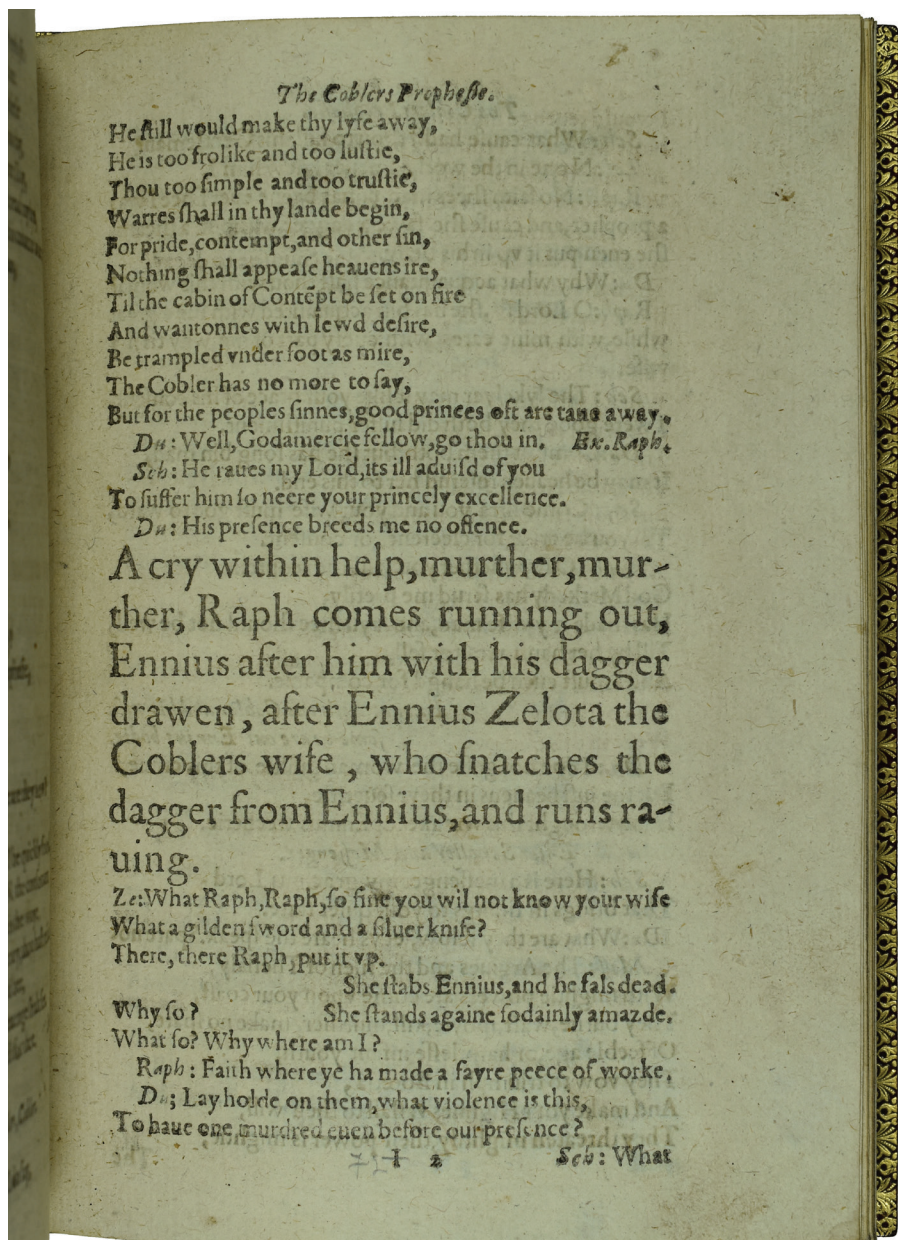 The Coblers Prophesie.
He ſtill would make thy lyfe away,
He is too frolike and too luſtie,
Thou too ſimple and too truſtie,
Warres ſhall in thy lande begin,
For pride, contempt, and other ſin,
Nothing ſhall appeaſe heauens ire,
Til the cabin of Contēpt be ſet on fire
And wantonnes with lewd deſire,
Be trampled vnder foot as mire,
The Cobler has no more to ſay,
But for the peoples ſinnes, good princes oft are tane away.
Du: Well, Godamercie fellow, go thou in. Ex. Raph.
Sch: He raues my Lord, its ill aduiſd of you
To ſuffer him ſo neere your princely excellence.
Du: His preſence breeds me no offence.
A cry within help, murther, mur-
ther, Raph comes running out,
Ennius after him with his dagger
drawen, after Ennius Zelota the
Coblers wife, who ſnatches the
dagger from Ennius, and runs ra-
uing.
Ze: What Raph, Raph, ſo fine you wil not know your wife
What a gilden ſword and a ſiluer knife?
There, there Raph, put it vp.
She ſtabs Ennius, and he fals dead.
Why ſo? She ſtands againe ſodainly amazde.
What ſo? Why where am I?
Raph: Faith where ye ha made a fayre peece of worke.
Du; Lay holde on them, what violence is this,
To haue one murdred euen before our preſence?
I 2 Sch: What